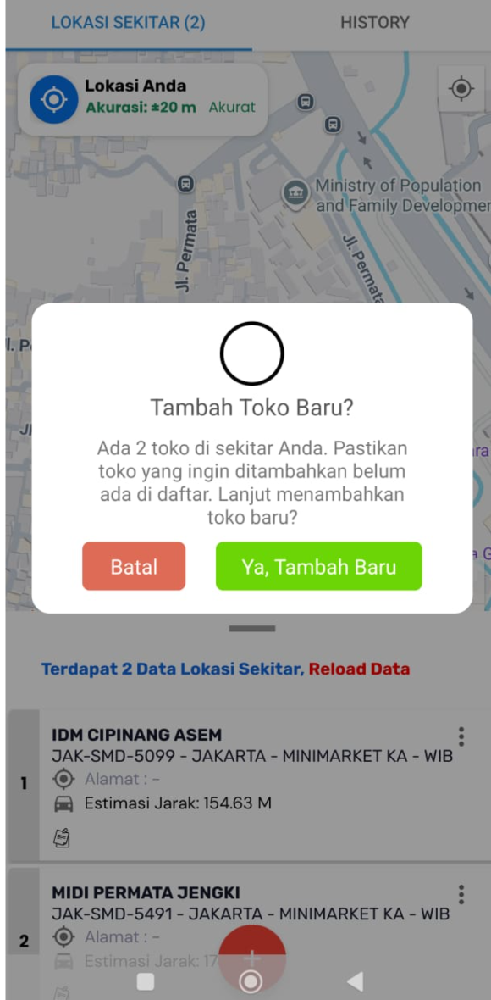 LOKASI SEKITAR (2)
HISTORY
Lokasi Anda
Akurasi: ±20 m Akurat
Ministry of Population
and Family Developmen
Jl. Permata
Jl. Permata
Tambah Toko Baru?
Ada 2 toko di sekitar Anda. Pastikan
toko yang ingin ditambahkan belum
ada di daftar. Lanjut menambahkan
toko baru?
Batal
Ya, Tambah Baru
Terdapat 2 Data Lokasi Sekitar, Reload Data
1
IDM CIPINANG ASEM
JAK-SMD-5099 - JAKARTA - MINIMARKET KA - WIB
Alamat : -
Estimasi Jarak: 154.63 M
2
MIDI PERMATA JENGKI
JAK-SMD-5491 - JAKARTA - MINIMARKET KA - WIB
Alamat : -
Estimasi Jarak: 17
+